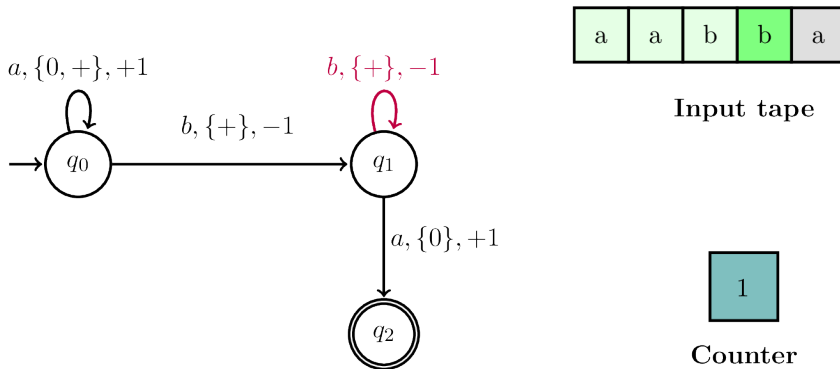 a a b b a
Input tape
a, {0, +}, +1
b, {+}, −1
b, {+}, −1
q₀
q₁
a, {0}, +1
q₂
1
Counter